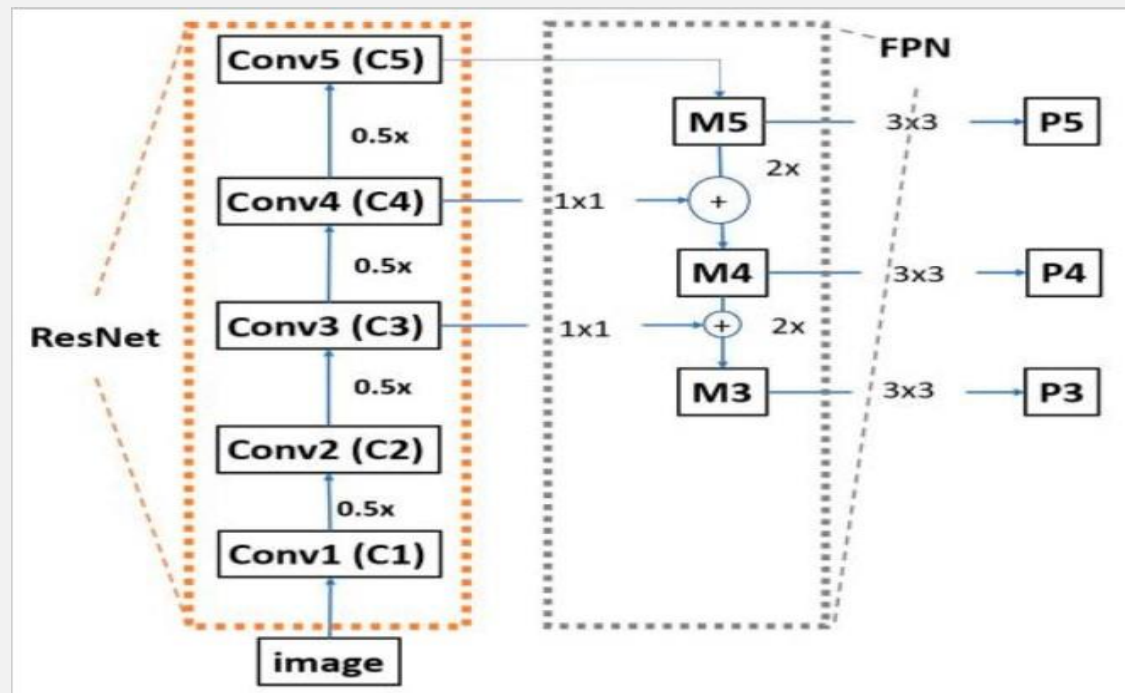 Conv5 (C5)
FPN
M5
3x3
P5
0.5x
2x
Conv4 (C4)
1x1
+
0.5x
M4
3x3
P4
ResNet
Conv3 (C3)
1x1
+
2x
0.5x
M3
3x3
P3
Conv2 (C2)
0.5x
Conv1 (C1)
image